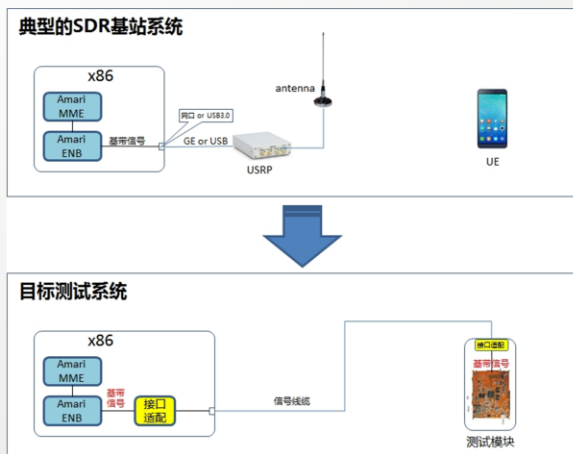 典型的SDR基站系统
x86
Amari
MME
Amari
ENB
基带信号
网口 or USB3.0
GE or USB
USRP
antenna
UE
目标测试系统
x86
Amari
MME
Amari
ENB
基带
信号
接口
适配
信号线缆
接口适配
基带信号
测试模块